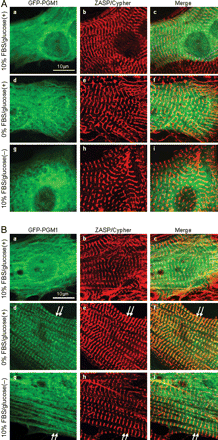 A
GFP-PGM1 ZASP/Cypher Merge
10% FBS/glucose(+)
a b c
10μm
0% FBS/glucose(+)
d e f
10% FBS/glucose(−)
g h i
B
GFP-PGM1 ZASP/Cypher Merge
10% FBS/glucose(+)
a b c
10μm
0% FBS/glucose(+)
d e f
10% FBS/glucose(−)
h